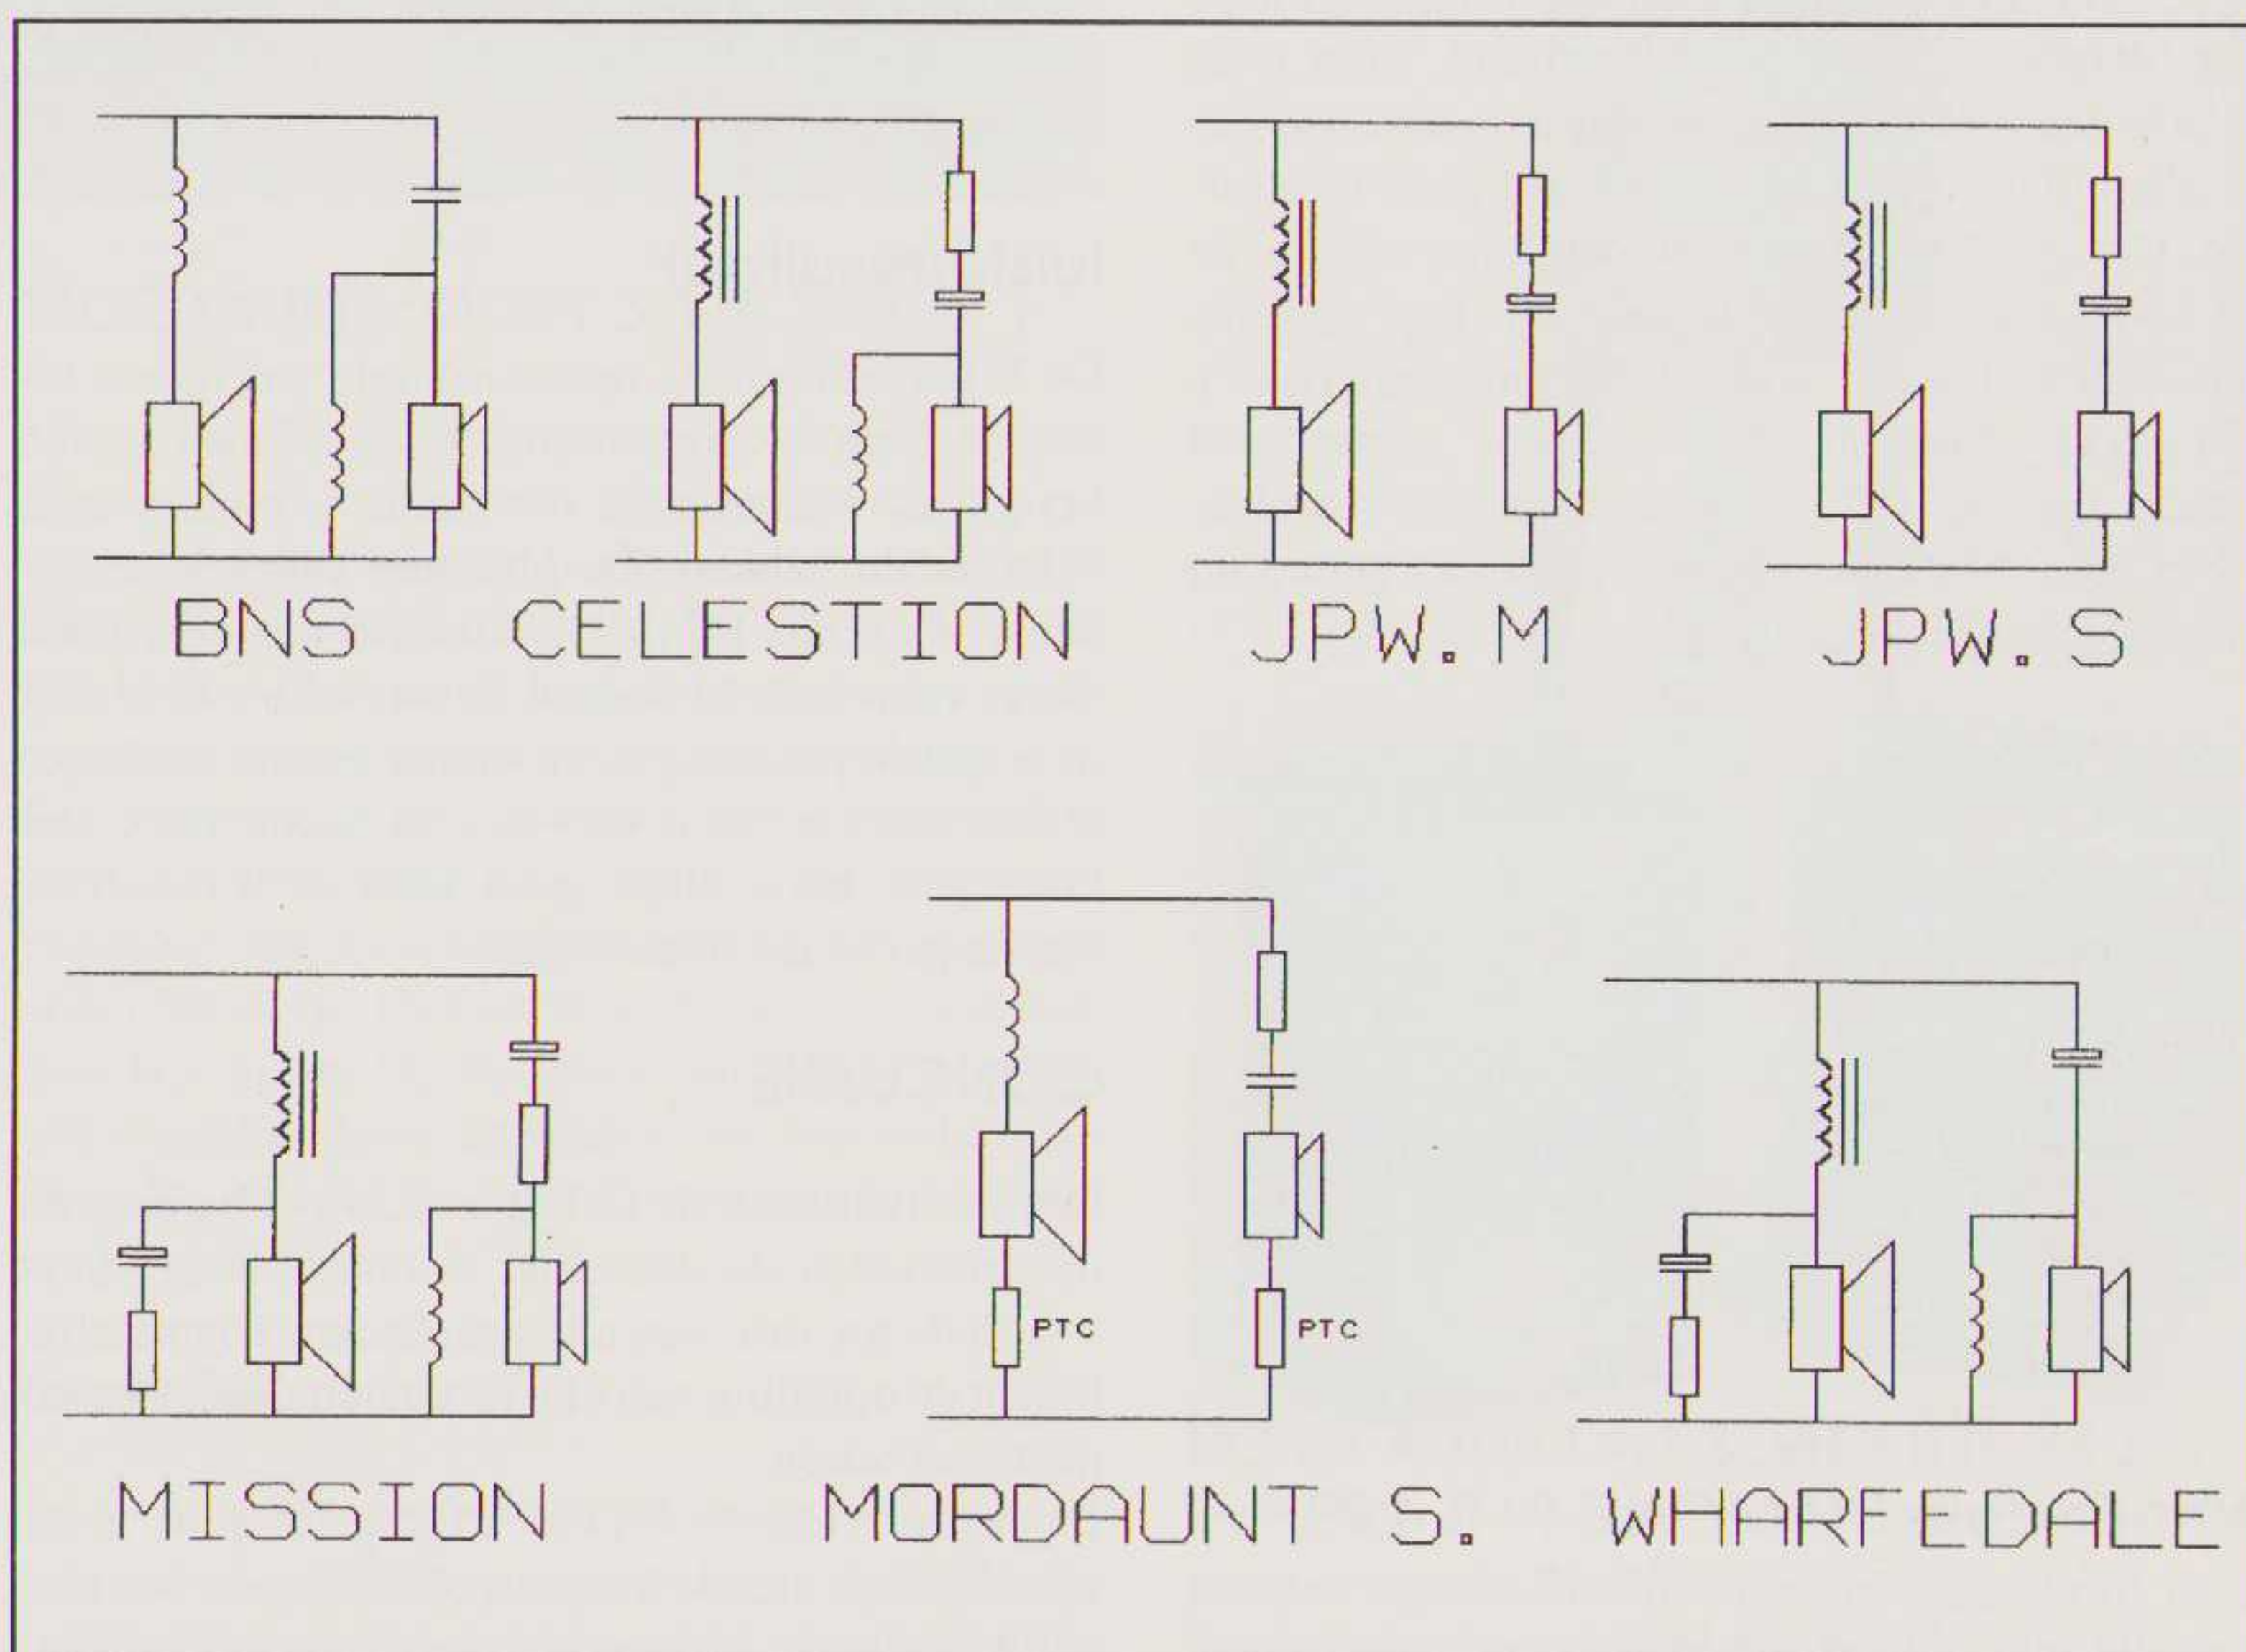 BNS CELESTION JPW. M JPW. S
PTC PTC
MISSION MORDAUNT S. WHARFEDALE